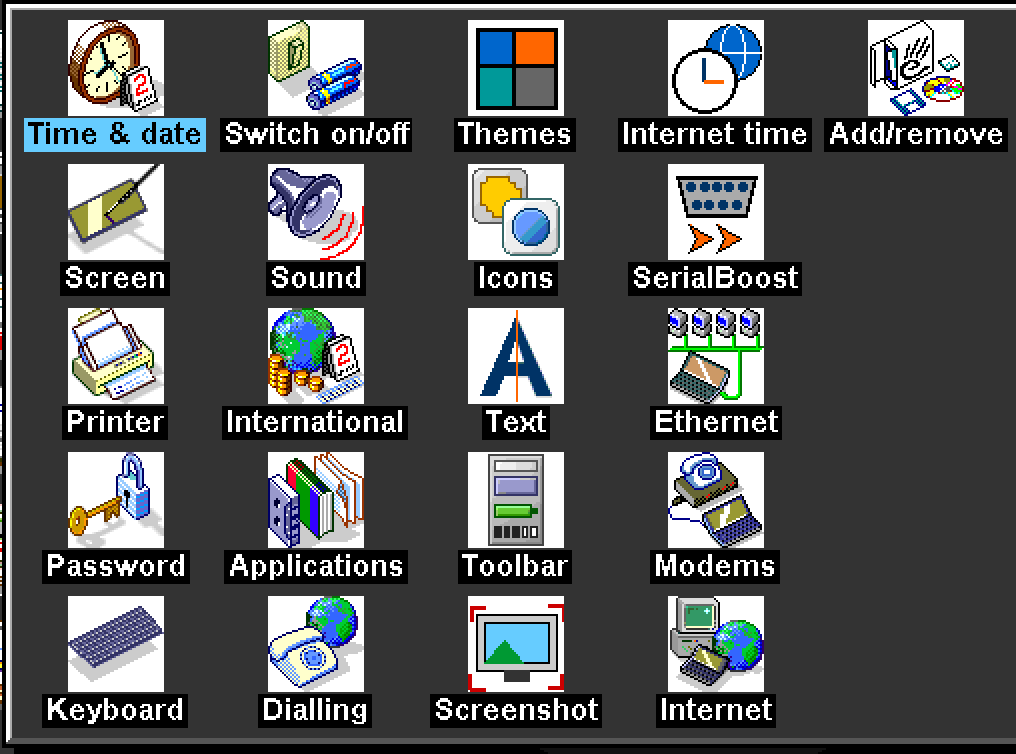 Time & date
Switch on/off
Themes
Internet time
Add/remove
Screen
Sound
Icons
SerialBoost
Printer
International
Text
Ethernet
Password
Applications
Toolbar
Modems
Keyboard
Dialling
Screenshot
Internet